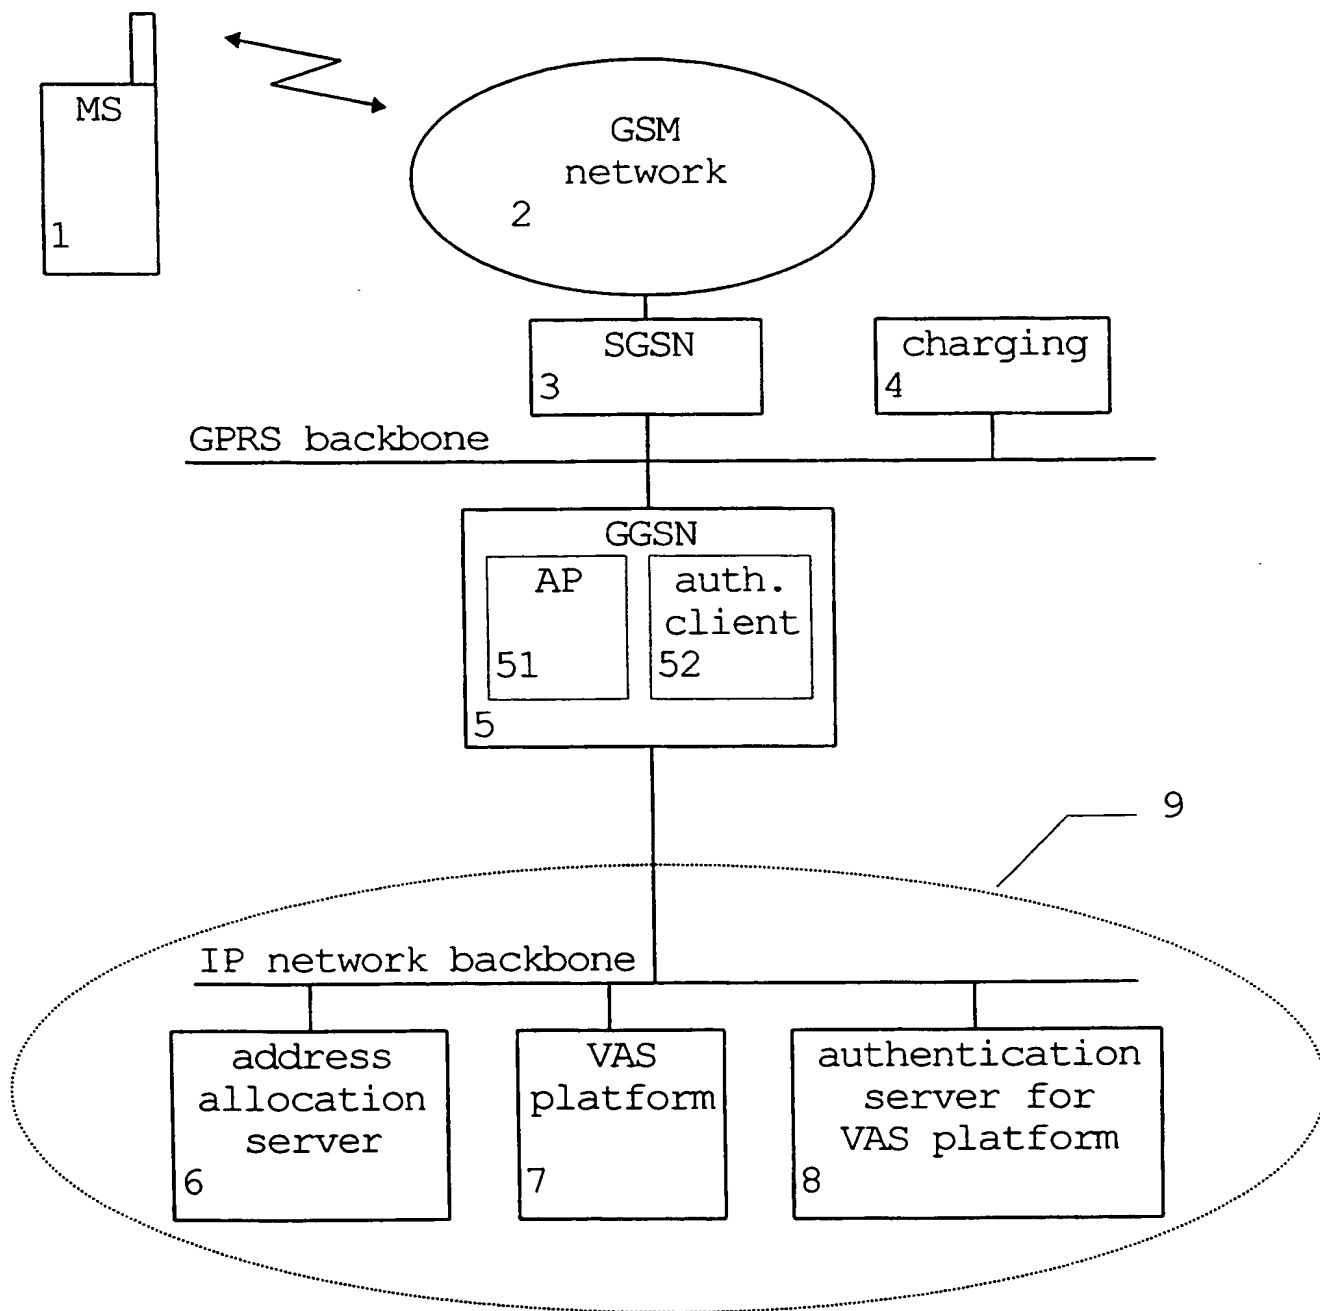 MS
1
GSM
network
2
SGSN
3
charging
4
GPRS backbone
GGSN
AP
51
auth.
client
52
5
9
IP network backbone
address
allocation
server
6
VAS
platform
7
authentication
server for
VAS platform
8